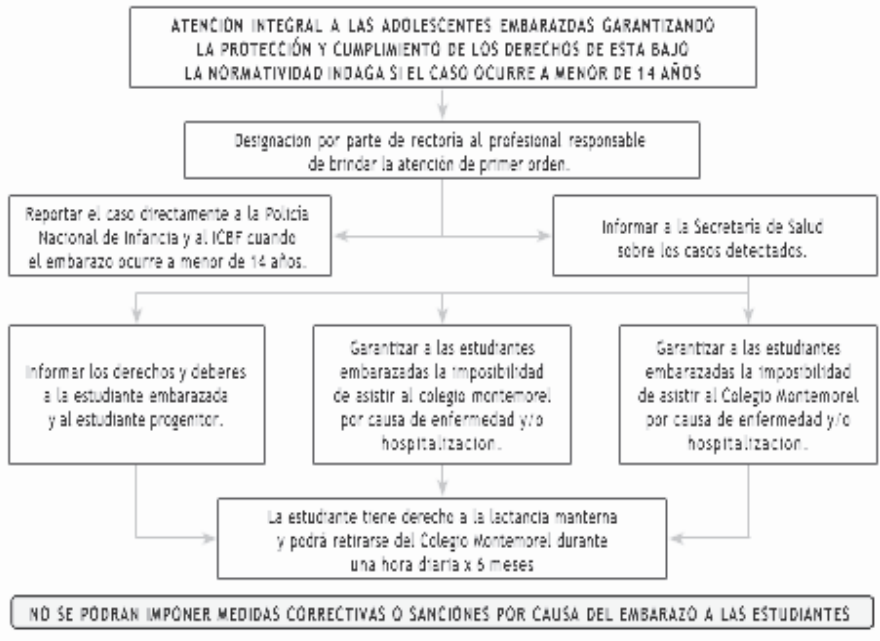 ATENCIÓN INTEGRAL A LAS ADOLESCENTES EMBARAZDAS GARANTIZANDO
LA PROTECCIÓN Y CUMPLIMIENTO DE LOS DERECHOS DE ESTA BAJO
LA NORMATIVIDAD INDAGA SI EL CASO OCURRE A MENOR DE 14 AÑOS
Designacion por parte de rectoría al profesional responsable
de brindar la atención de primer orden.
Reportar el caso directamente a la Policía
Nacional de Infancia y al ICBF cuando
el embarazo ocurre a menor de 14 años.
Informar a la Secretaría de Salud
sobre los casos detectados.
Informar los derechos y deberes
a la estudiante embarazada
y al estudiante progenitor.
Garantizar a las estudiantes
embarazadas la imposibilidad
de asistir al colegio montemorel
por causa de enfermedad y/o
hospitalizacion.
Garantizar a las estudiantes
embarazadas la imposibilidad
de asistir al Colegio Montemorel
por causa de enfermedad y/o
hospitalizacion.
La estudiante tiene derecho a la lactancia manterna
y podrá retirarse del Colegio Montemorel durante
una hora diaria x 6 meses
NO SE PODRAN IMPONER MEDIDAS CORRECTIVAS O SANCIONES POR CAUSA DEL EMBARAZO A LAS ESTUDIANTES